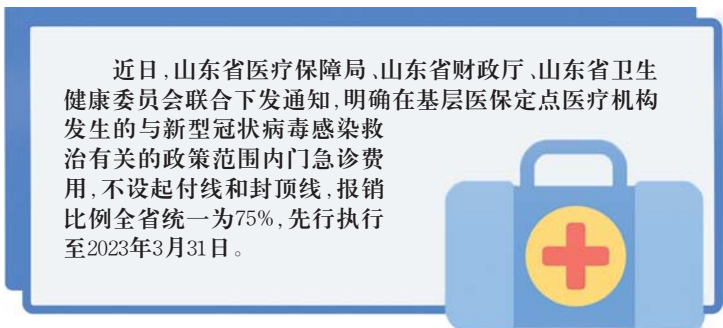 近日,山东省医疗保障局、山东省财政厅、山东省卫生
健康委员会联合下发通知,明确在基层医保定点医疗机构
发生的与新型冠状病毒感染救
治有关的政策范围内门急诊费
用,不设起付线和封顶线,报销
比例全省统一为75%,先行执行
至2023年3月31日。